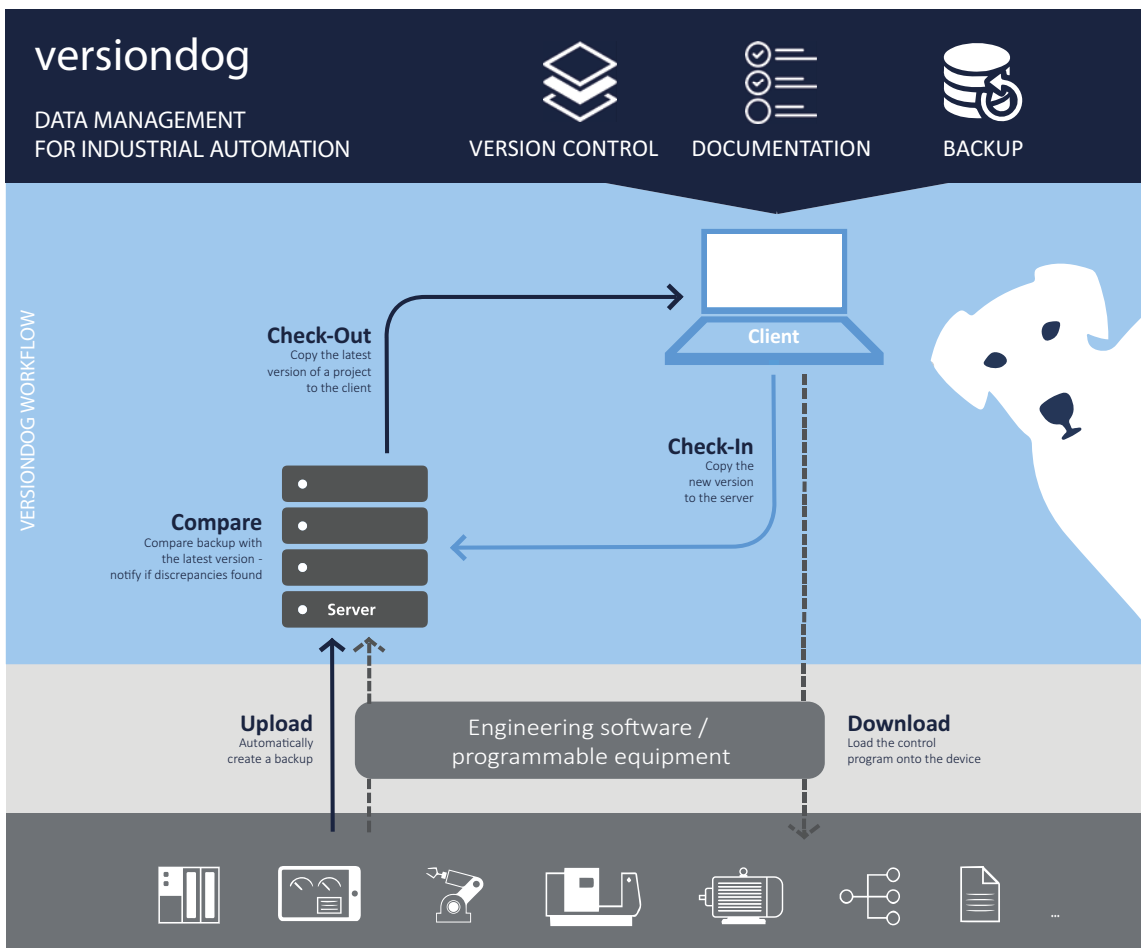 versiondog
DATA MANAGEMENT
FOR INDUSTRIAL AUTOMATION
VERSION CONTROL
DOCUMENTATION
BACKUP
VERSIONDOG WORKFLOW
Check-Out
Copy the latest
version of a project
to the client
Client
Check-In
Copy the
new version
to the server
Compare
Compare backup with
the latest version -
notify if discrepancies found
Server
Upload
Automatically
create a backup
Engineering software /
programmable equipment
Download
Load the control
program onto the device
...